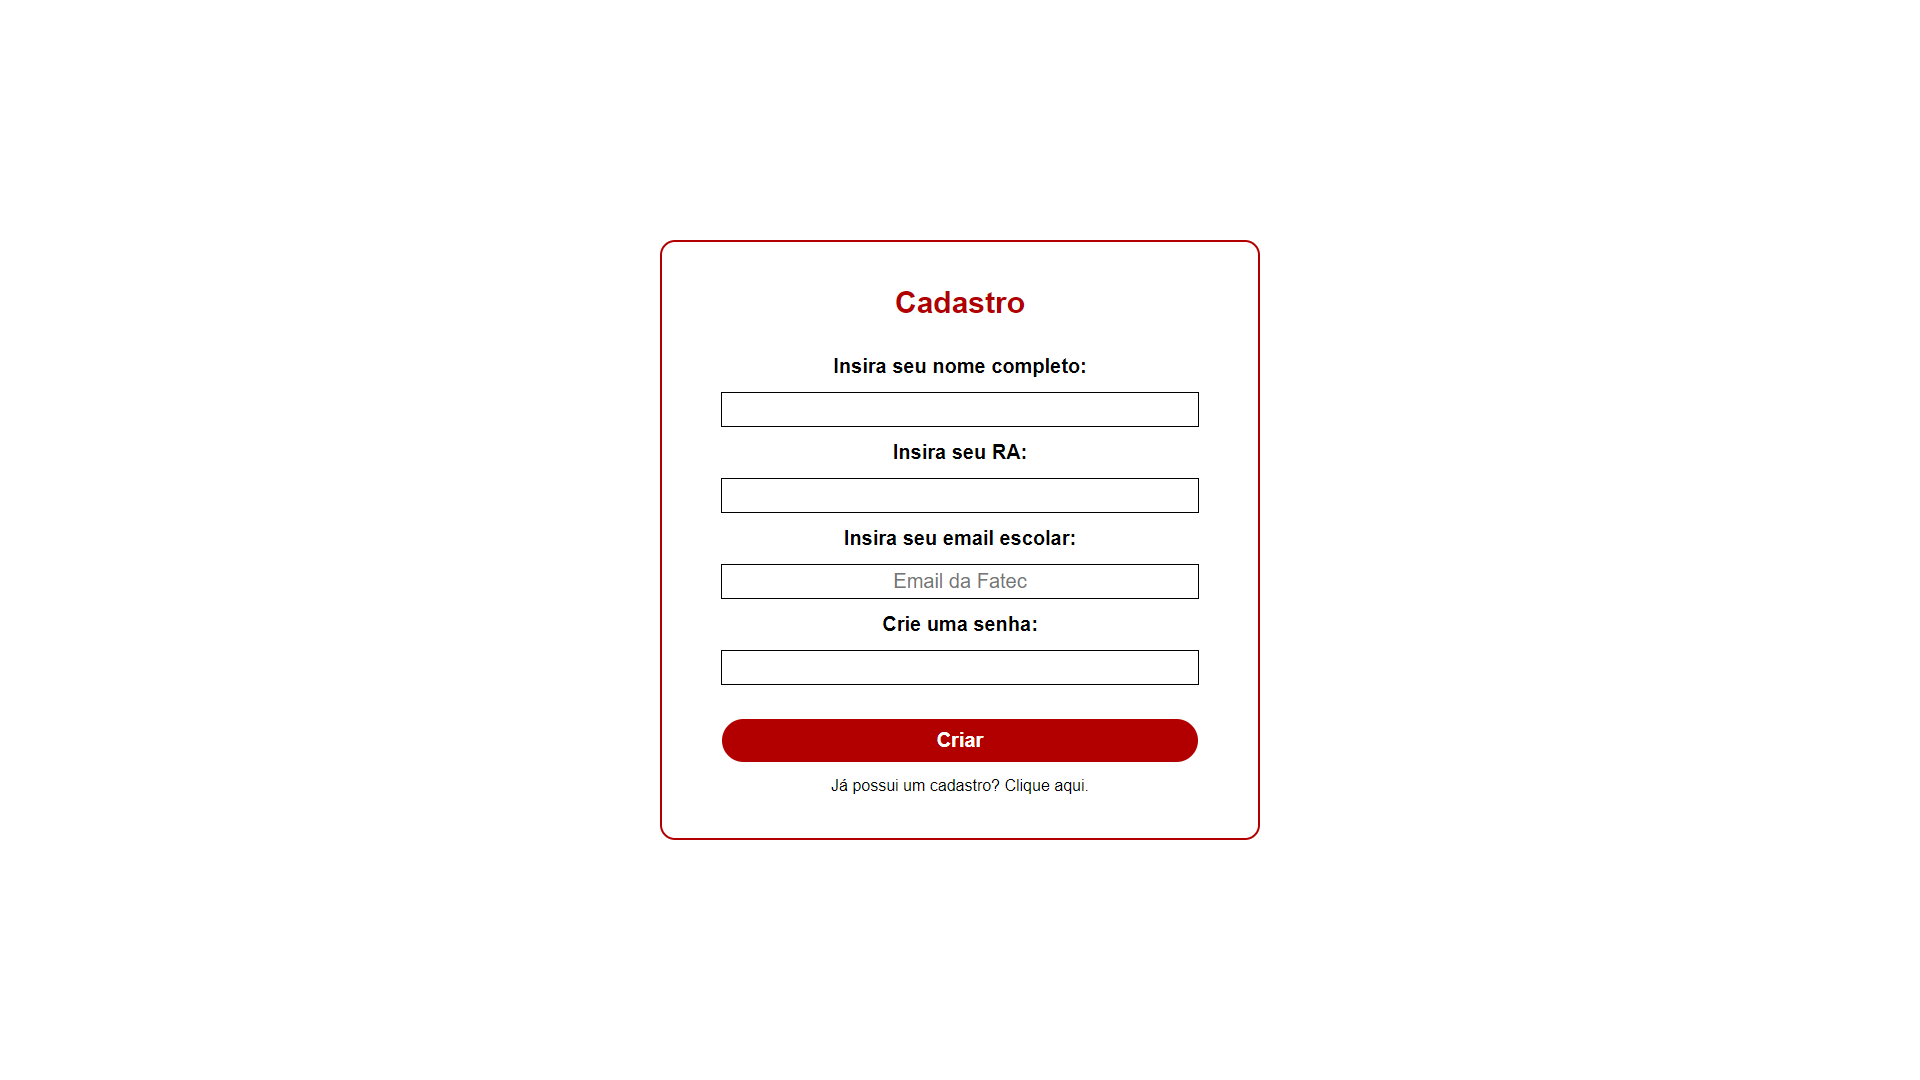 Cadastro
Insira seu nome completo:
Insira seu RA:
Insira seu email escolar:
Email da Fatec
Crie uma senha:
Criar
Já possui um cadastro? Clique aqui.